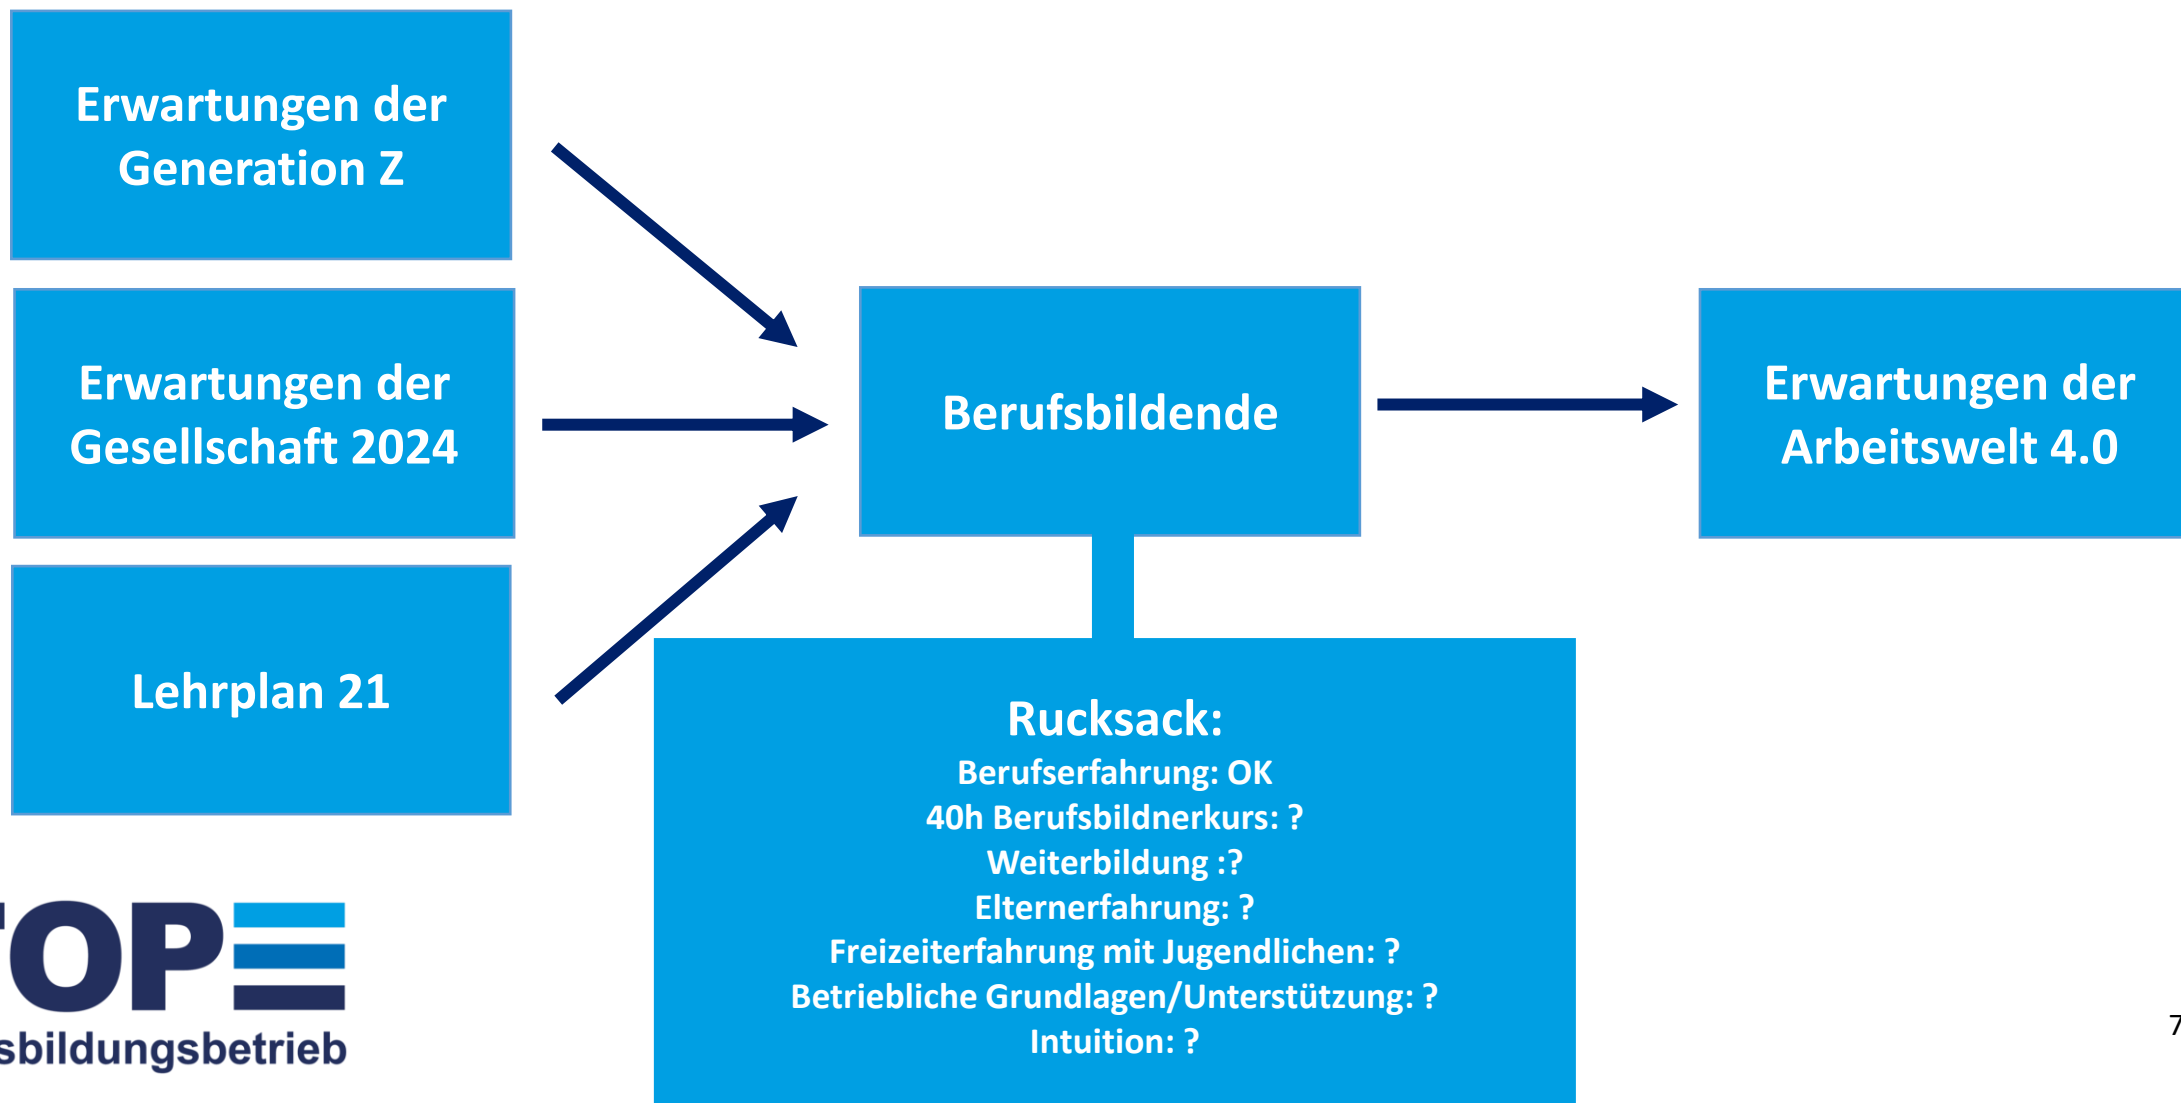 Erwartungen der
Generation Z
Erwartungen der
Gesellschaft 2024
Lehrplan 21
Berufsbildende
Erwartungen der
Arbeitswelt 4.0
Rucksack:
Berufserfahrung: OK
40h Berufsbildnerkurs: ?
Weiterbildung :?
Elternerfahrung: ?
Freizeiterfahrung mit Jugendlichen: ?
Betriebliche Grundlagen/Unterstützung: ?
Intuition: ?
TOP
sbildungsbetrieb
7